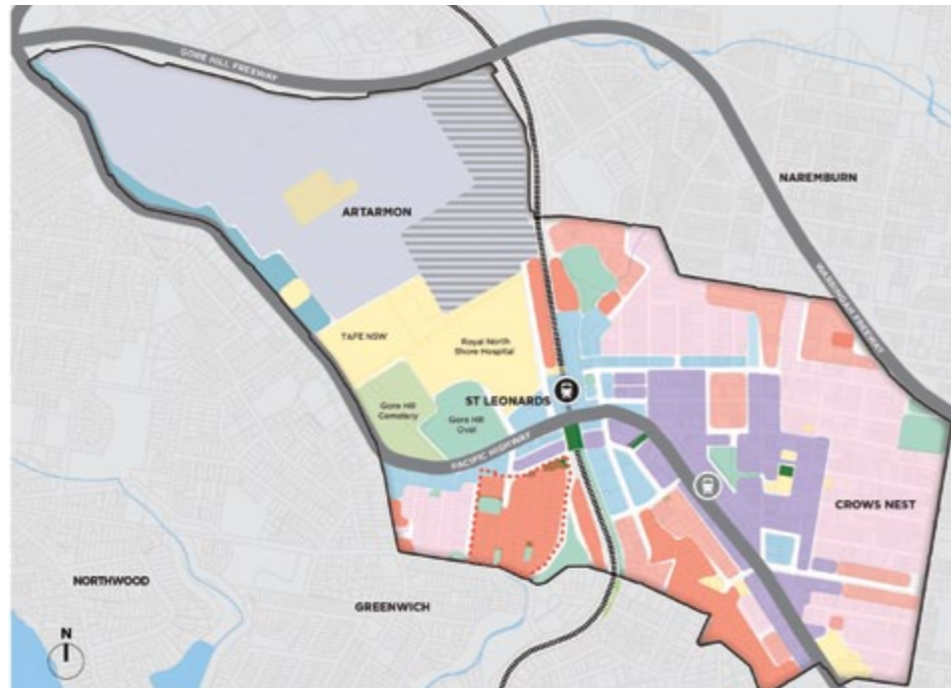 GORE HILL FREEWAY
NAREMBURN
ARTARMON
WARRINGAH FREEWAY
TAFE NSW
Royal North
Shore Hospital
ST LEONARDS
Gore Hill
Cemetery
Gore Hill
Oval
PACIFIC HIGHWAY
CROWS NEST
NORTHWOOD
GREENWICH
N